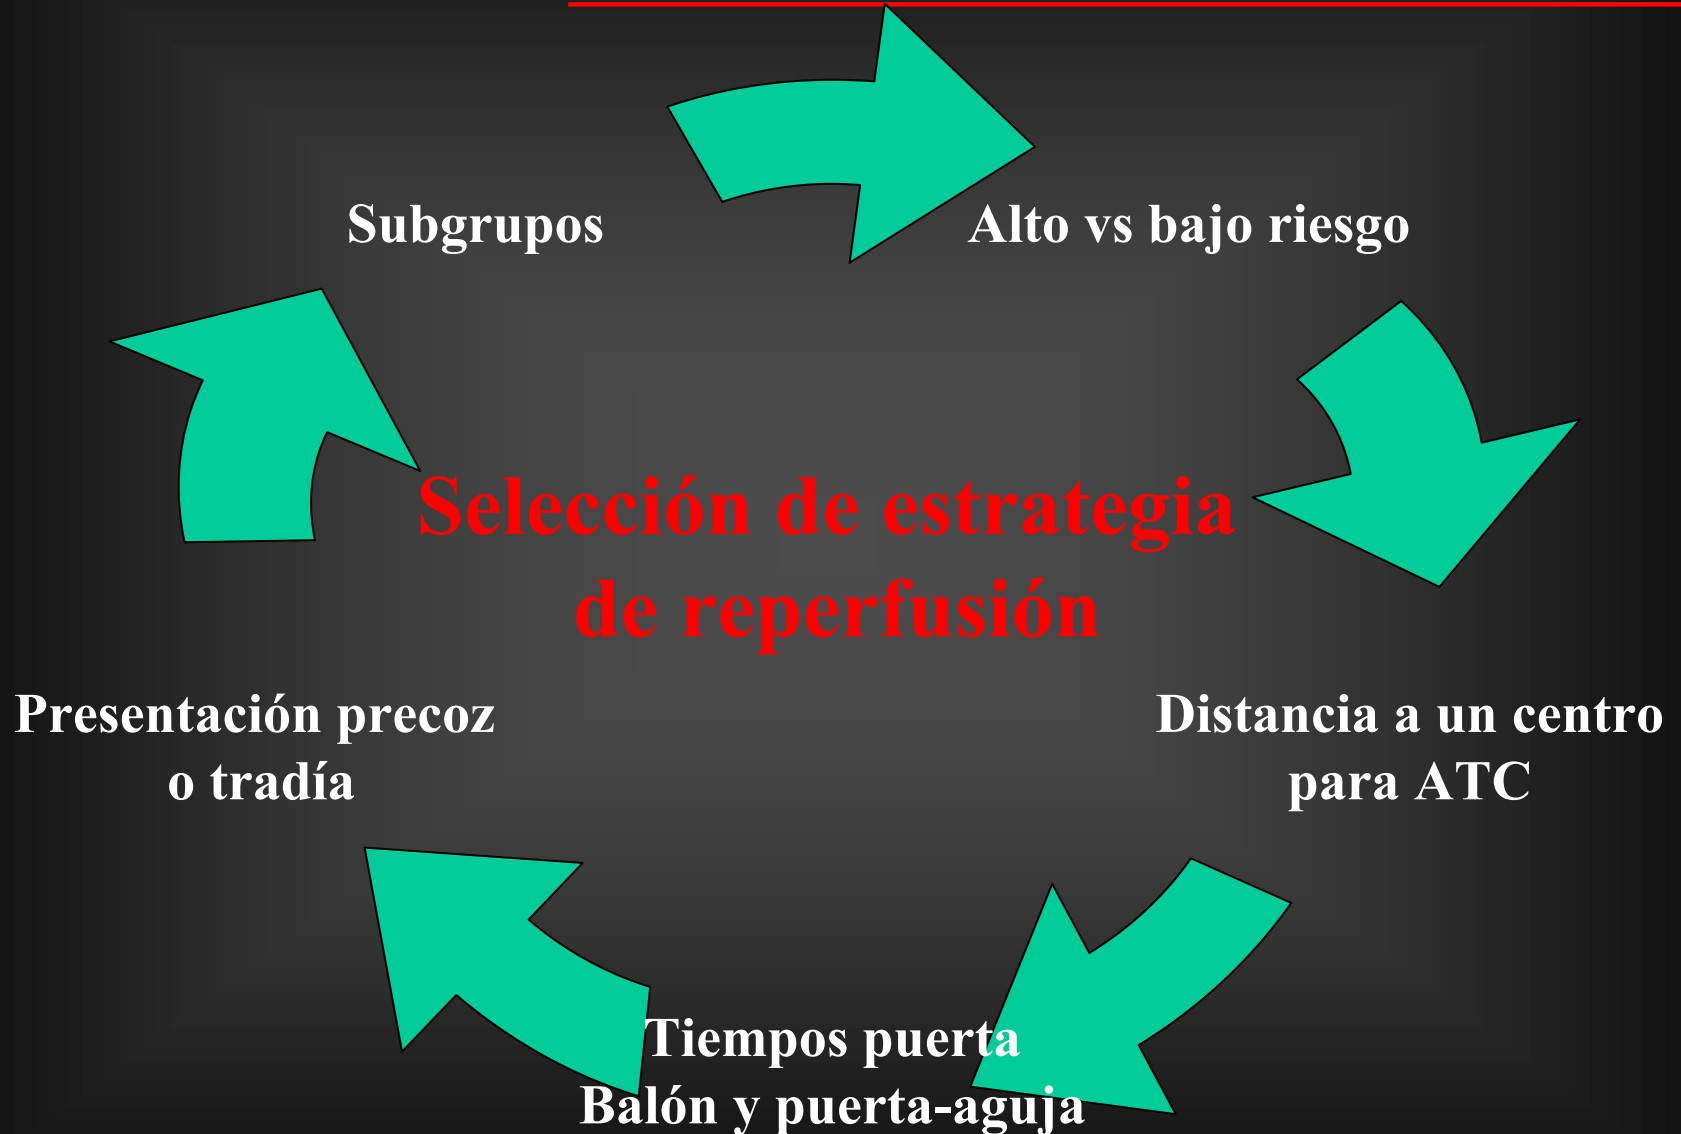 Subgrupos
Alto vs bajo riesgo
Selección de estrategia
de reperfusión
Presentación precoz
o tradía
Distancia a un centro
para ATC
Tiempos puerta
Balón y puerta-aguja